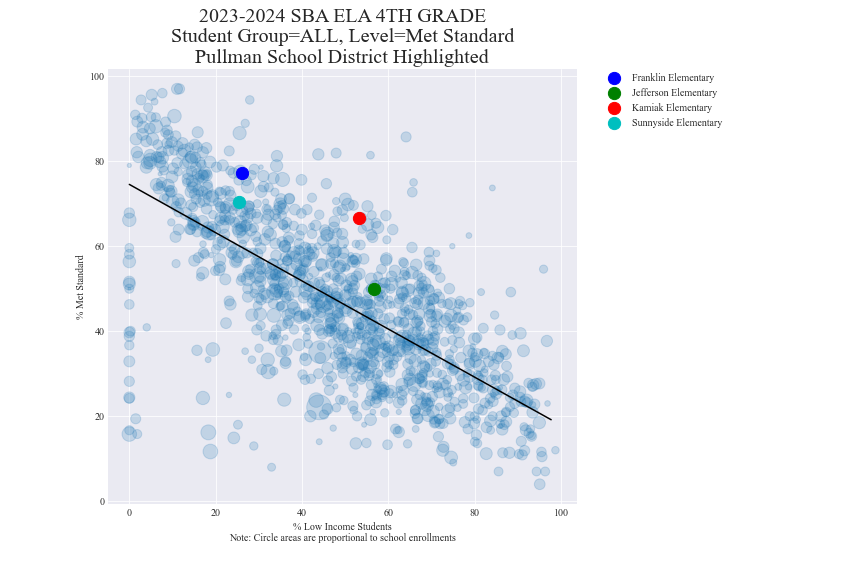 2023-2024 SBA ELA 4TH GRADE
Student Group=ALL, Level=Met Standard
Pullman School District Highlighted
Franklin Elementary
Jefferson Elementary
Kamiak Elementary
Sunnyside Elementary
% Met Standard
100
80
60
40
20
0
0 20 40 60 80 100
% Low Income Students
Note: Circle areas are proportional to school enrollments